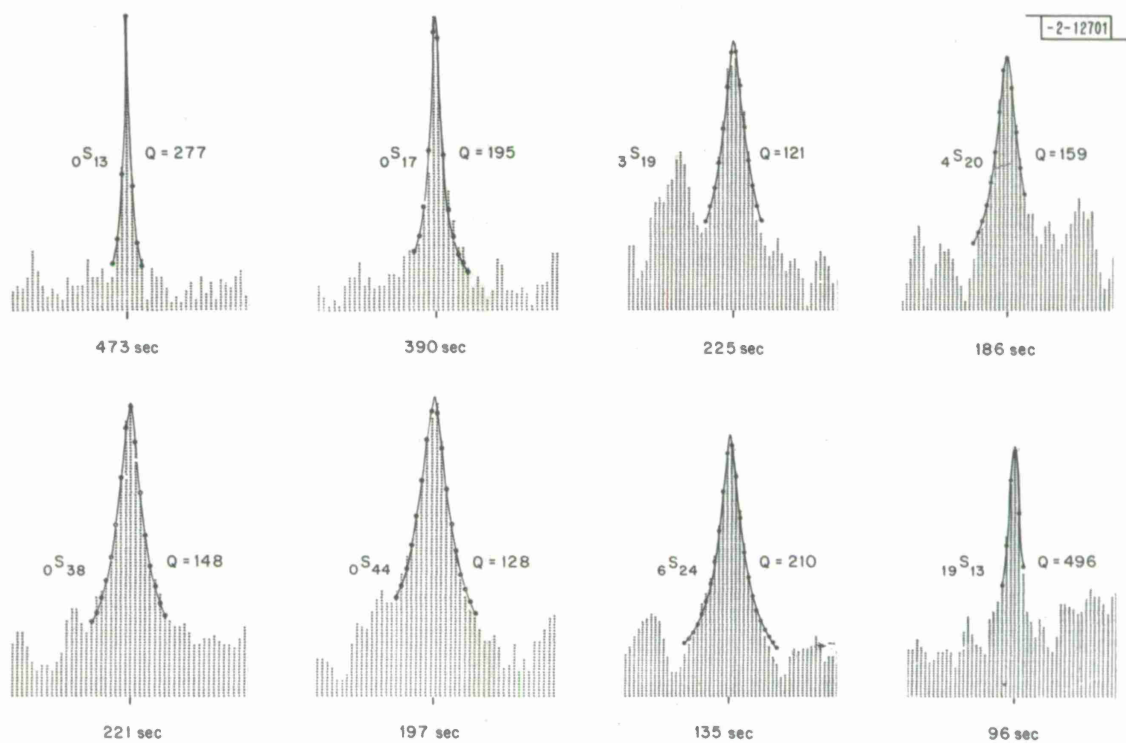 -2-12701
₀S₁₃ Q = 277
₀S₁₇ Q = 195
₃S₁₉ Q = 121
₄S₂₀ Q = 159
473 sec
390 sec
225 sec
186 sec
₀S₃₈ Q = 148
₀S₄₄ Q = 128
₆S₂₄ Q = 210
₁₉S₁₃ Q = 496
221 sec
197 sec
135 sec
96 sec